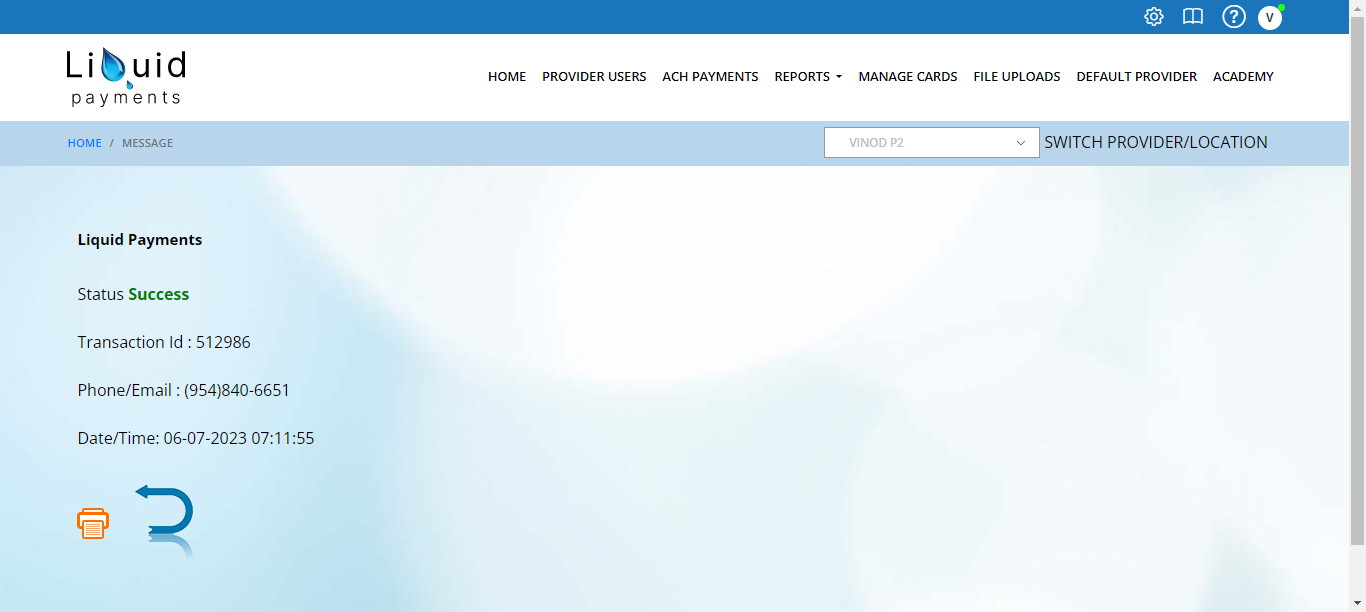 ?
V
Liquid
payments
HOME PROVIDER USERS ACH PAYMENTS REPORTS MANAGE CARDS FILE UPLOADS DEFAULT PROVIDER ACADEMY
HOME / MESSAGE
VINOD P2
SWITCH PROVIDER/LOCATION
Liquid Payments
Status Success
Transaction Id : 512986
Phone/Email : (954)840-6651
Date/Time: 06-07-2023 07:11:55